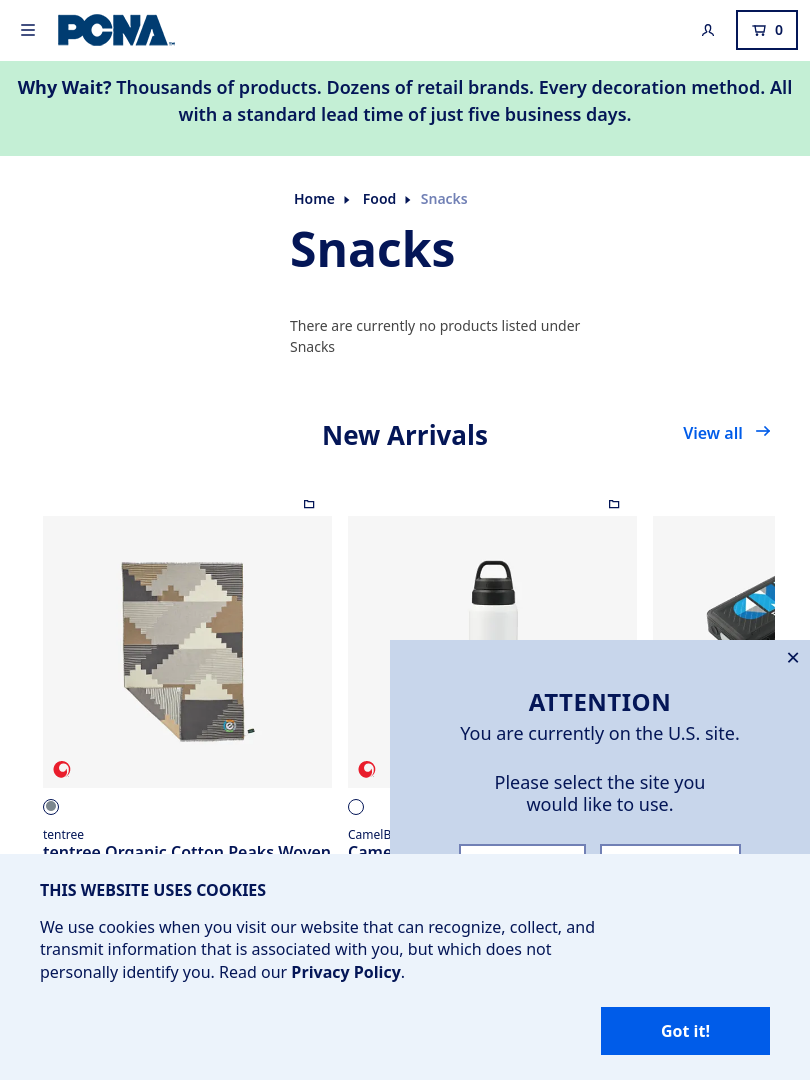 PCNA
0
Why Wait? Thousands of products. Dozens of retail brands. Every decoration method. All
with a standard lead time of just five business days.
Home
Food
Snacks
Snacks
There are currently no products listed under
Snacks
New Arrivals
View all
tentree
tentree Organic Cotton Peaks Woven
ATTENTION
You are currently on the U.S. site.
Please select the site you
would like to use.
THIS WEBSITE USES COOKIES
We use cookies when you visit our website that can recognize, collect, and
transmit information that is associated with you, but which does not
personally identify you. Read our Privacy Policy.
Got it!